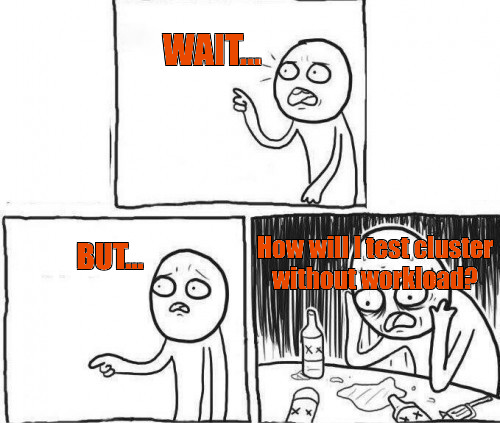 WAIT...
BUT...
How will I test cluster
without workload?
X X
X X
X X